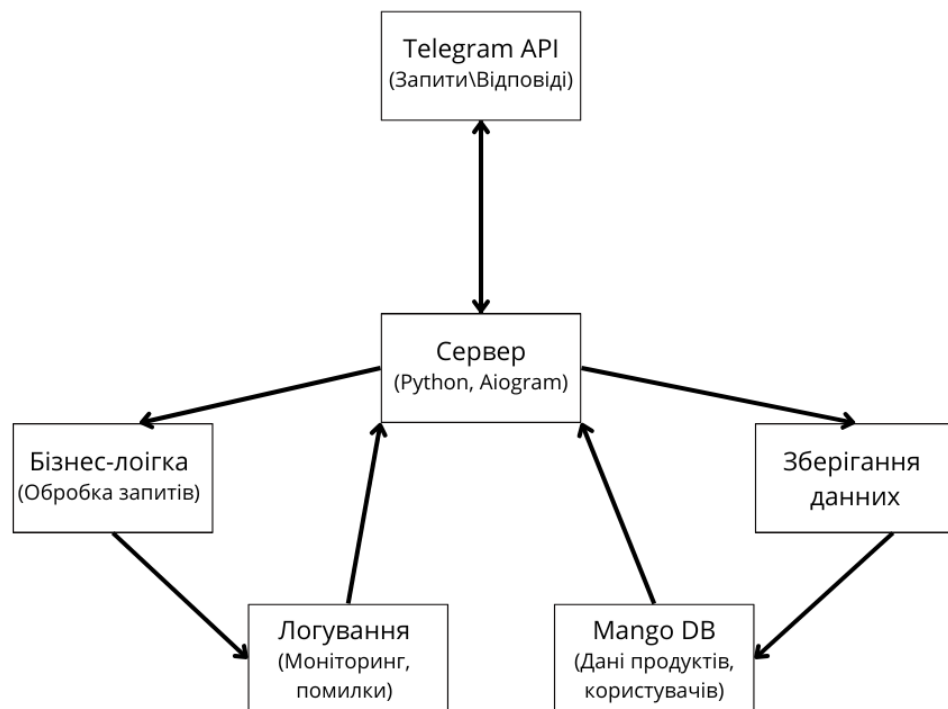 Telegram API
(Запити\Відповіді)
Сервер
(Python, Aiogram)
Бізнес-лоігка
(Обробка запитів)
Зберігання
данних
Логування
(Моніторинг,
помилки)
Mango DB
(Дані продуктів,
користувачів)